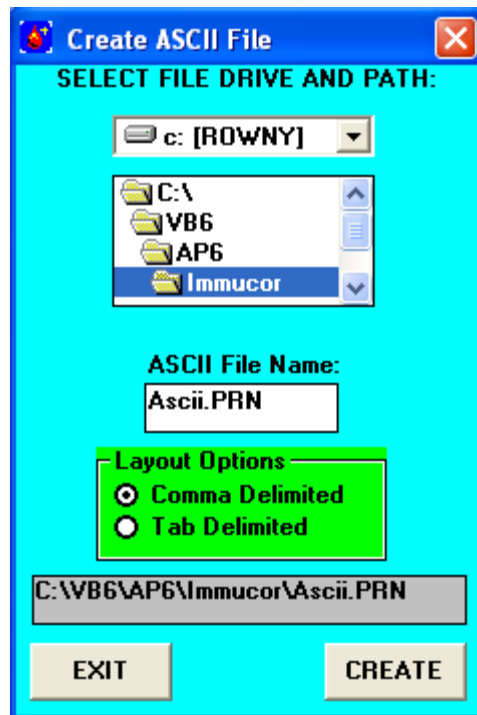 Create ASCII File
SELECT FILE DRIVE AND PATH:
c: [ROWNY]
C:\
VB6
AP6
Immucor
ASCII File Name:
Ascii.PRN
Layout Options
Comma Delimited
Tab Delimited
C:\VB6\AP6\Immucor\Ascii.PRN
EXIT CREATE